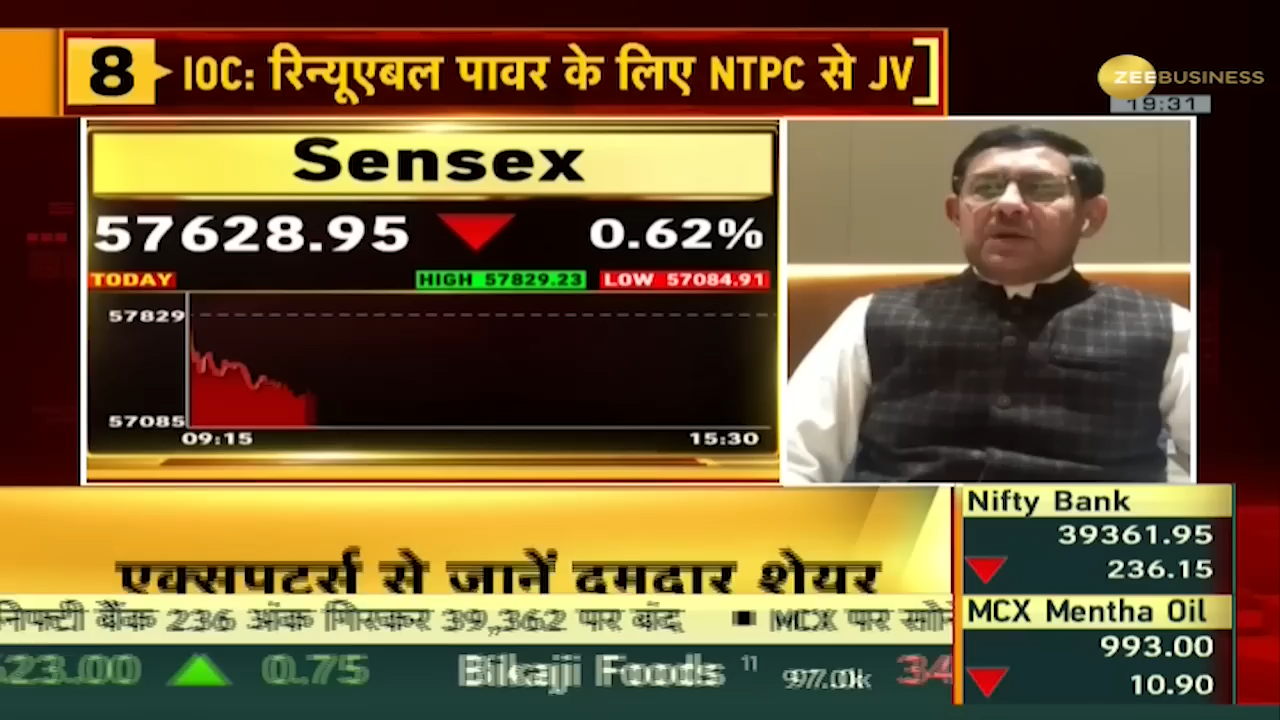 8 IOC: रिन्यूएबल पावर के लिए NTPC से JV
ZEEBUSINESS
19:31
Sensex
57628.95 0.62%
TODAY HIGH 57829.23 LOW 57084.91
57829
57085
09:15 15:30
एक्सपर्ट्स से जानें दमदार शेयर
निफ्टी बैंक 236 अंक गिरकर 39,362 पर बंद ■ MCX पर
23.00 0.75 Bikaji Foods 11 97.0k 34
Nifty Bank
39361.95
236.15
MCX Mentha Oil
993.00
10.90